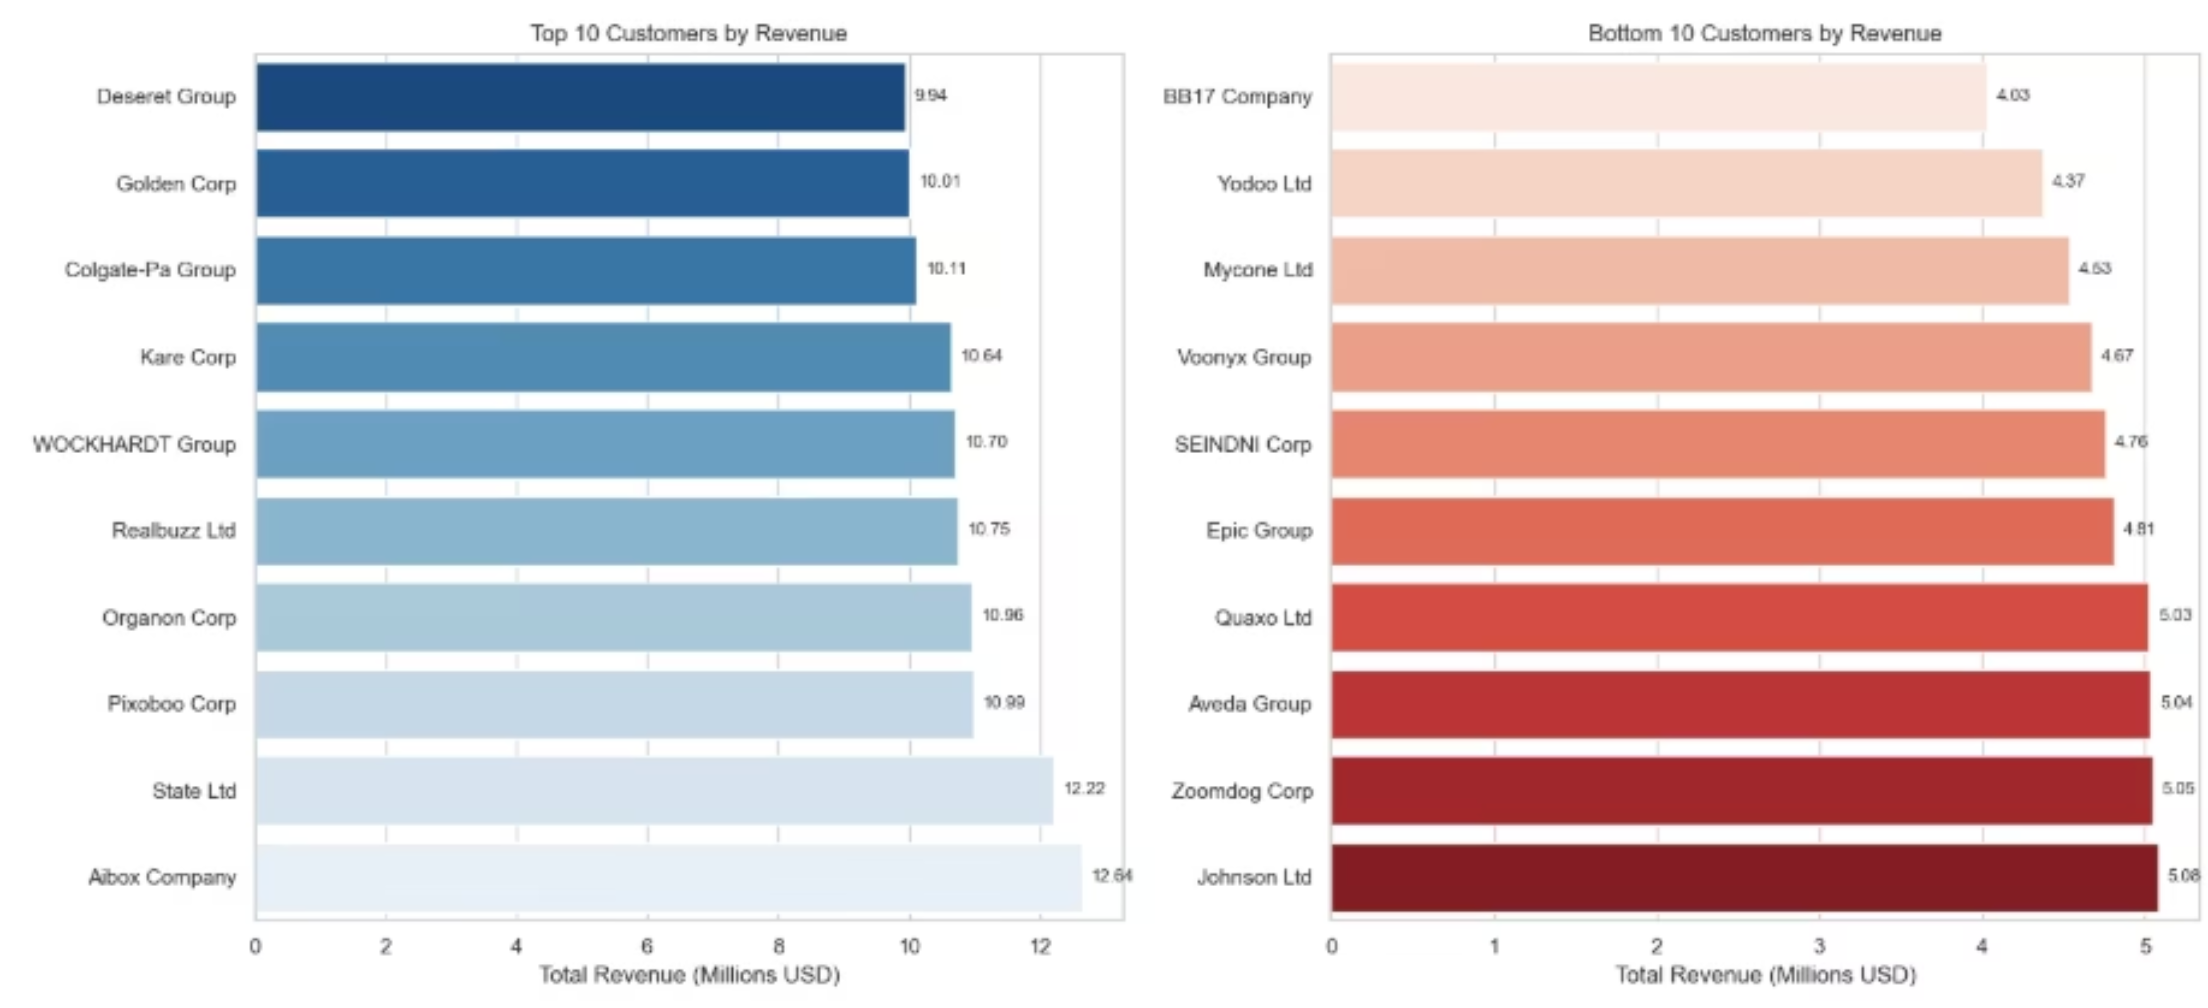 Top 10 Customers by Revenue
Deseret Group 9.94
Golden Corp 10.01
Colgate-Pa Group 10.11
Kare Corp 10.64
WOCKHARDT Group 10.70
Realbuzz Ltd 10.75
Organon Corp 10.96
Pixoboo Corp 10.99
State Ltd 12.22
Aibox Company 12.64
0 2 4 6 8 10 12
Total Revenue (Millions USD)
Bottom 10 Customers by Revenue
BB17 Company 4.03
Yodoo Ltd 4.37
Mycone Ltd 4.53
Voonyx Group 4.67
SEINDNI Corp 4.76
Epic Group 4.81
Quaxo Ltd 5.03
Aveda Group 5.04
Zoomdog Corp 5.05
Johnson Ltd 5.08
0 1 2 3 4 5
Total Revenue (Millions USD)